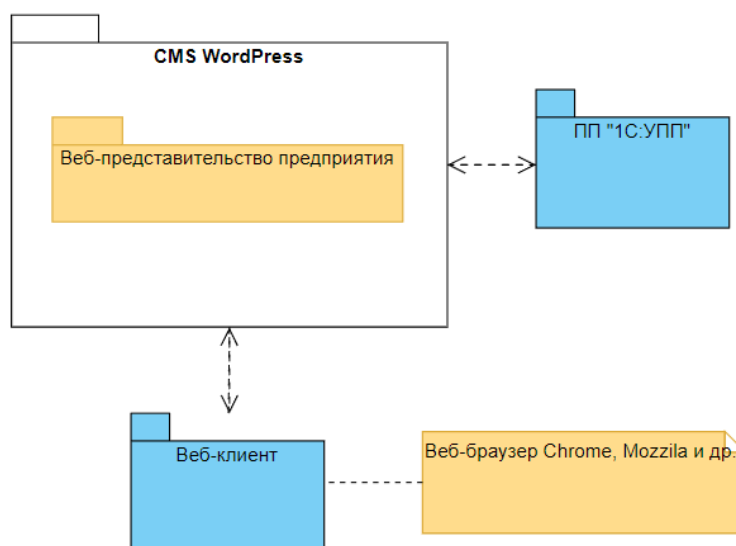 CMS WordPress
Веб-представительство предприятия
ПП "1С:УПП"
Веб-клиент
Веб-браузер Chrome, Mozzila и др.